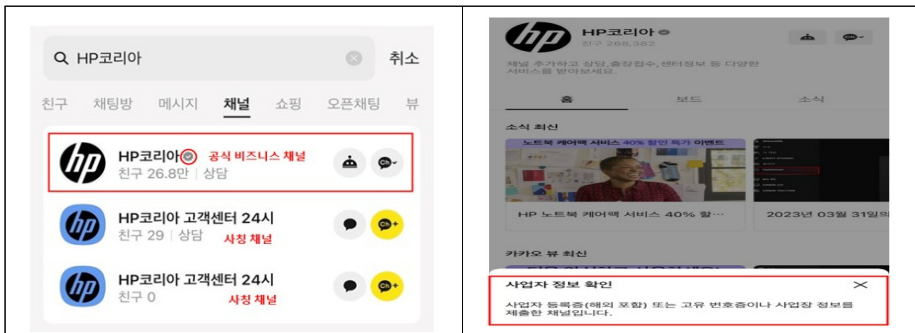 HP코리아
취소
친구 채팅방 메시지 채널 쇼핑 오픈채팅 뷰
hp
HP코리아 공식 비즈니스 채널
친구 26.8만 | 상담
Ch
hp
HP코리아 고객센터 24시
친구 29 | 상담 사칭 채널
Ch+
hp
HP코리아 고객센터 24시
친구 0 사칭 채널
Ch+
hp
HP코리아
친구 268,382
Ch
채널 추가하고 상담,출장접수,센터정보 등 다양한
서비스를 받아보세요.
홈 보드 소식
소식 최신
노트북 케어팩 서비스 40% 할인 특가 이벤트
HP 노트북 케어팩 서비스 40% 할…
2023년 03월 31일의
카카오 뷰 최신
사업자 정보 확인
사업자 등록증(해외 포함) 또는 고유 번호증이나 사업장 정보를
제출한 채널입니다.